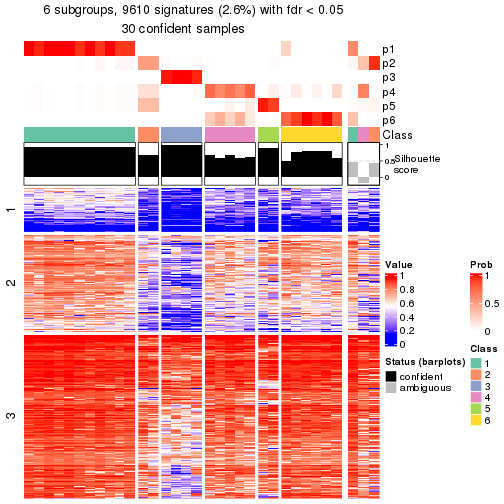 6 subgroups, 9610 signatures (2.6%) with fdr < 0.05
30 confident samples
p1
p2
p3
p4
p5
p6
Class
1
0.5
0
Silhouette
score
1
2
3
Value
1
0.8
0.6
0.4
0.2
0
Prob
1
0.5
0
Status (barplots)
confident
ambiguous
Class
1
2
3
4
5
6